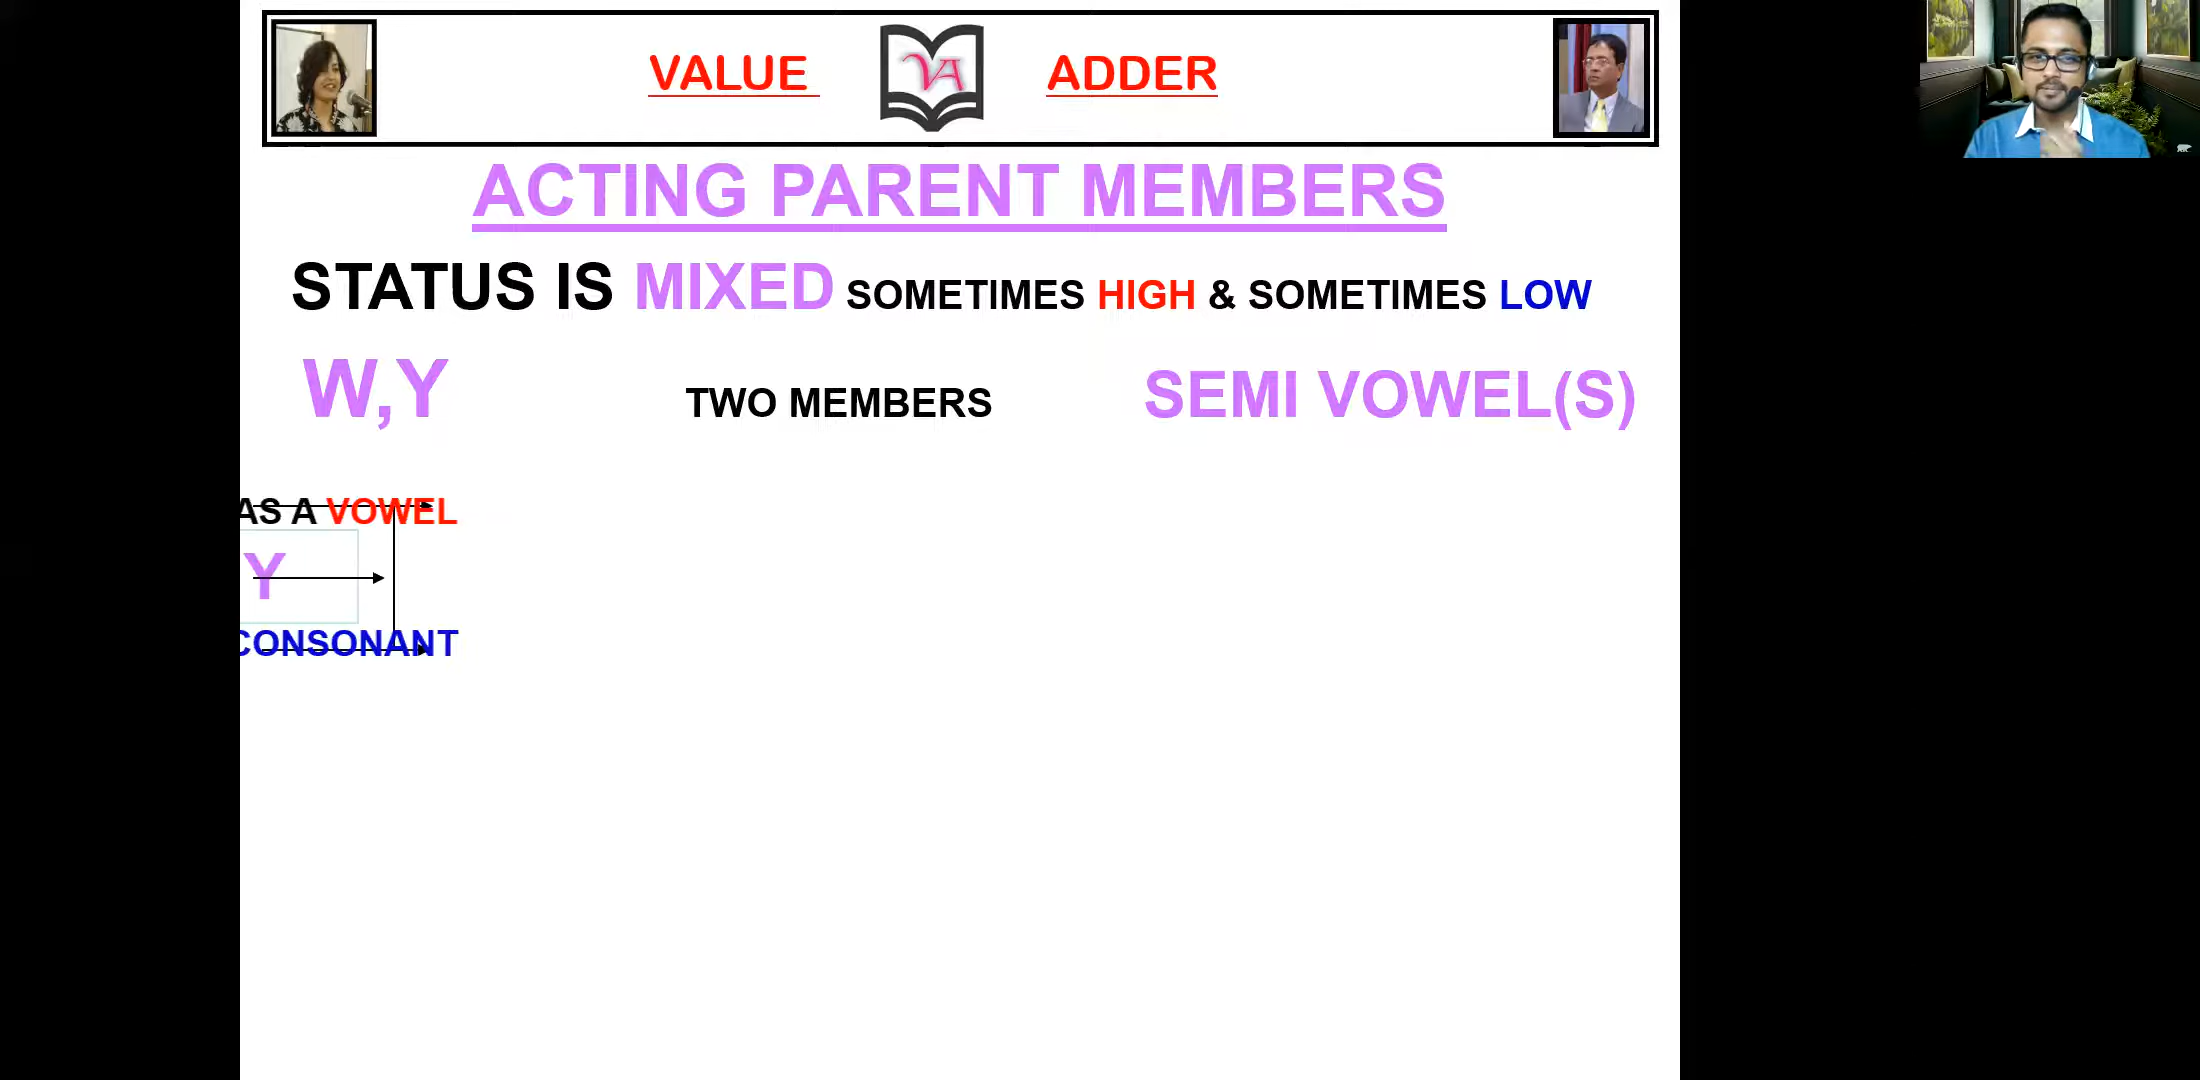 VALUE VA ADDER
ACTING PARENT MEMBERS
STATUS IS MIXED SOMETIMES HIGH & SOMETIMES LOW
W,Y TWO MEMBERS SEMI VOWEL(S)
AS A VOWEL
Y
CONSONANT